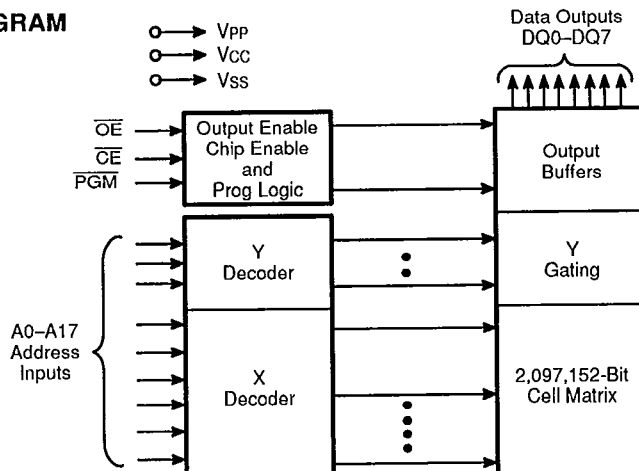 GRAM
VPP
VCC
VSS
Data Outputs
DQ0–DQ7
OE
CE
PGM
Output Enable
Chip Enable
and
Prog Logic
Output
Buffers
Y
Decoder
Y
Gating
A0–A17
Address
Inputs
X
Decoder
2,097,152-Bit
Cell Matrix